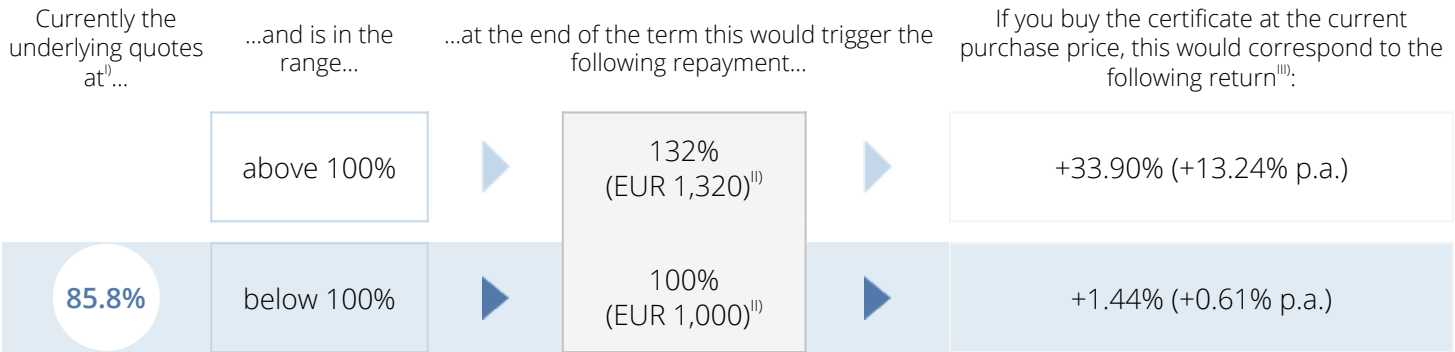 Currently the
underlying quotes
at^I)...
...and is in the
range...
...at the end of the term this would trigger the
following repayment...
If you buy the certificate at the current
purchase price, this would correspond to the
following return^III):
above 100%
132%
(EUR 1,320)^II)
+33.90% (+13.24% p.a.)
85.8%
below 100%
100%
(EUR 1,000)^II)
+1.44% (+0.61% p.a.)